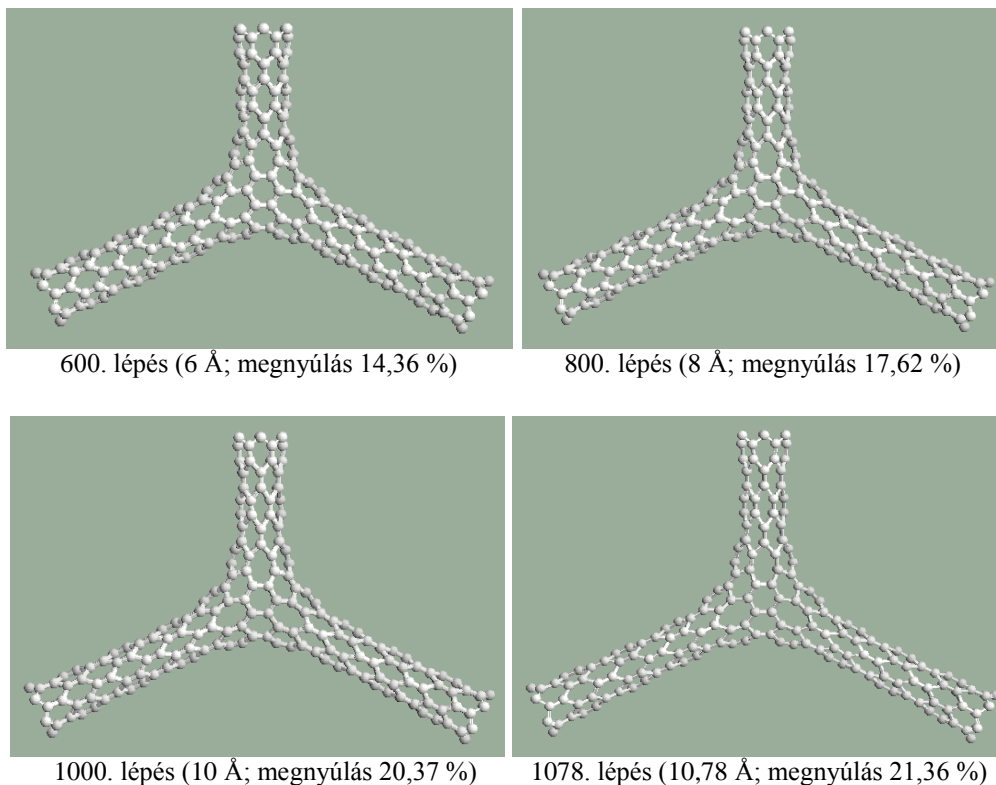 600. lépés (6 Å; megnyúlás 14,36 %)
800. lépés (8 Å; megnyúlás 17,62 %)
1000. lépés (10 Å; megnyúlás 20,37 %)
1078. lépés (10,78 Å; megnyúlás 21,36 %)